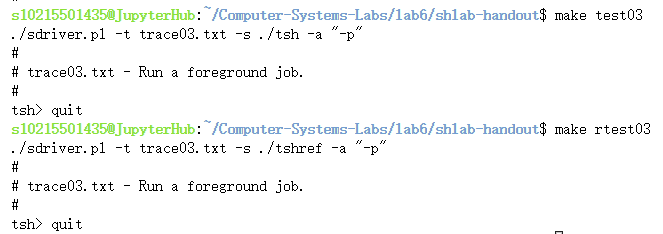 s10215501435@JupyterHub:~/Computer-Systems-Labs/lab6/shlab-handout$ make test03
./sdriver.pl -t trace03.txt -s ./tsh -a "-p"
#
# trace03.txt - Run a foreground job.
#
tsh> quit
s10215501435@JupyterHub:~/Computer-Systems-Labs/lab6/shlab-handout$ make rtest03
./sdriver.pl -t trace03.txt -s ./tshref -a "-p"
#
# trace03.txt - Run a foreground job.
#
tsh> quit